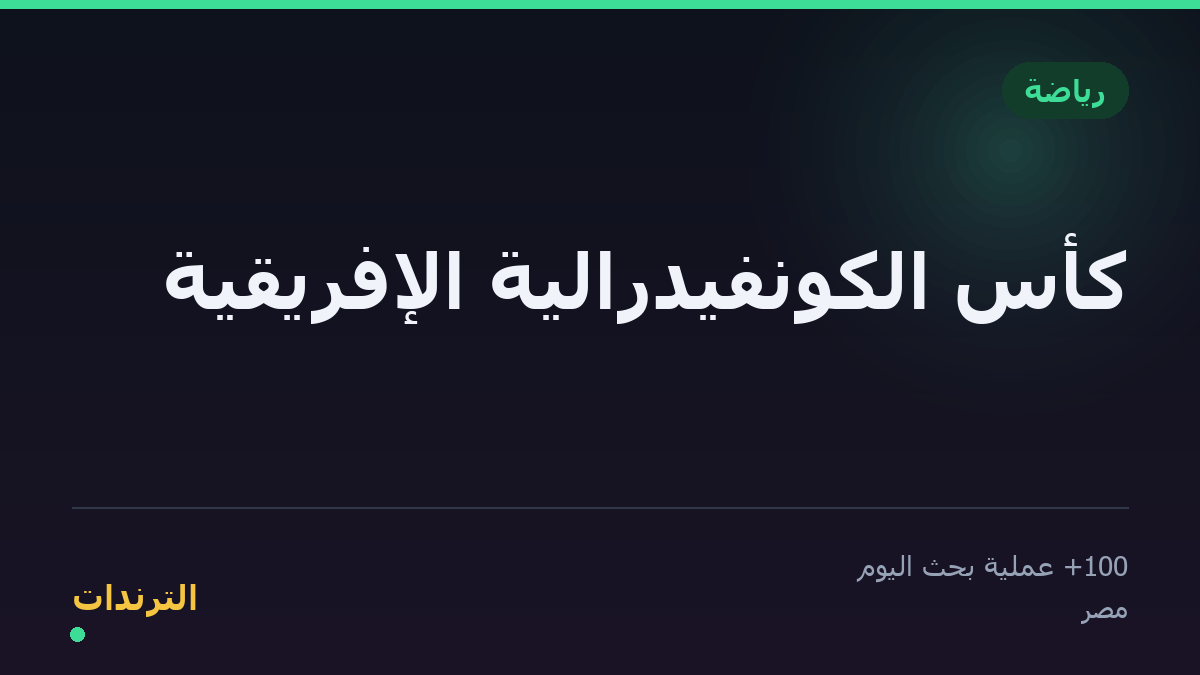 رياضة
كأس الكونفيدرالية الإفريقية
100+ عملية بحث اليوم
مصر
الترندات